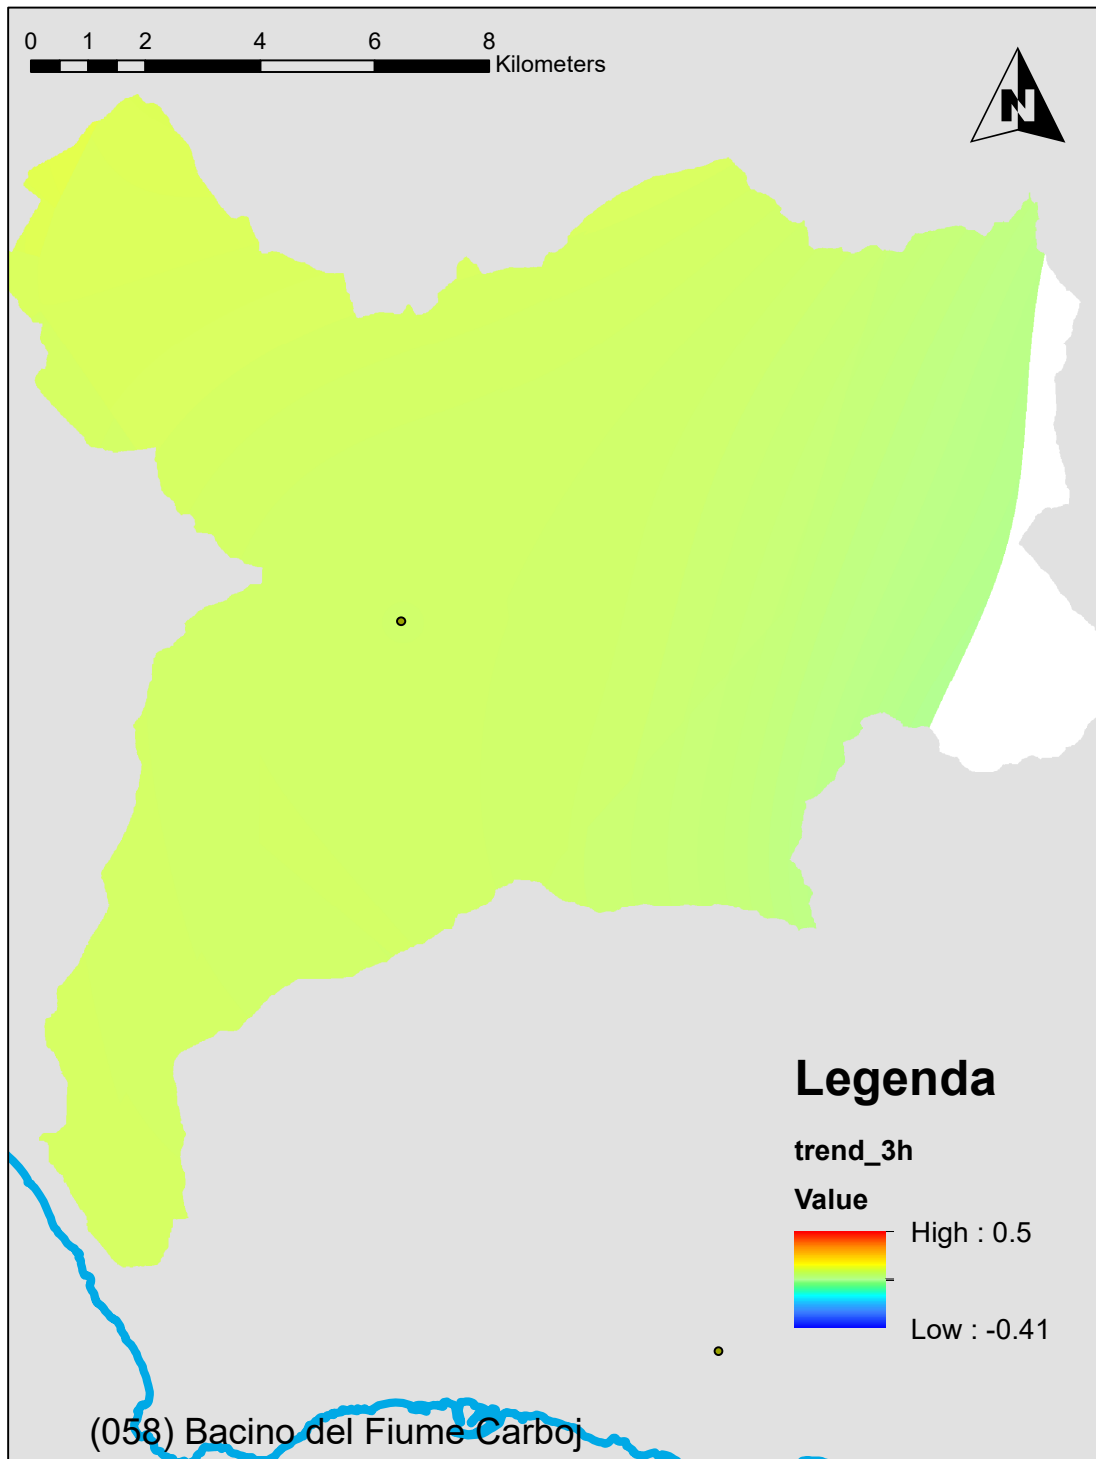 0 1 2 4 6 8
Kilometers
N
Legenda
trend_3h
Value
High : 0.5
Low : -0.41
(058) Bacino del Fiume Carboj